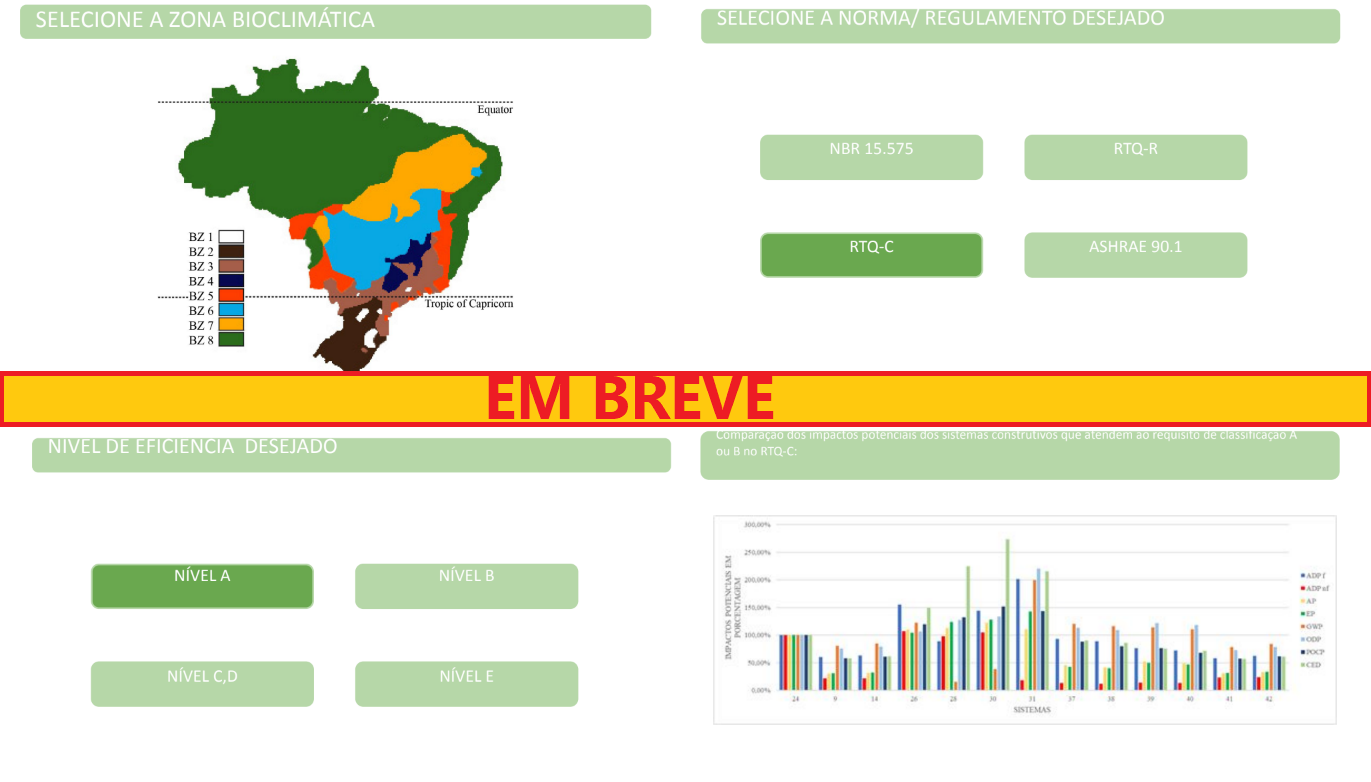 SELECIONE A ZONA BIOCLIMÁTICA
Equator
BZ 1
BZ 2
BZ 3
BZ 4
BZ 5
BZ 6
BZ 7
BZ 8
Tropic of Capricorn
SELECIONE A NORMA/ REGULAMENTO DESEJADO
NBR 15.575
RTQ-R
RTQ-C
ASHRAE 90.1
EM BREVE
NIVEL DE EFICIENCIA DESEJADO
NÍVEL A
NÍVEL B
NÍVEL C,D
NÍVEL E
Comparação dos impactos potenciais dos sistemas construtivos que atendem ao requisito de classificação A
ou B no RTQ-C:
300,00%
250,00%
200,00%
150,00%
100,00%
50,00%
0,00%
IMPACTOS POTENCIAIS EM
PORCENTAGEM
24 9 14 26 28 30 31 37 38 39 40 41 42
SISTEMAS
ADP f
ADP nf
AP
EP
GWP
ODP
POCP
CED